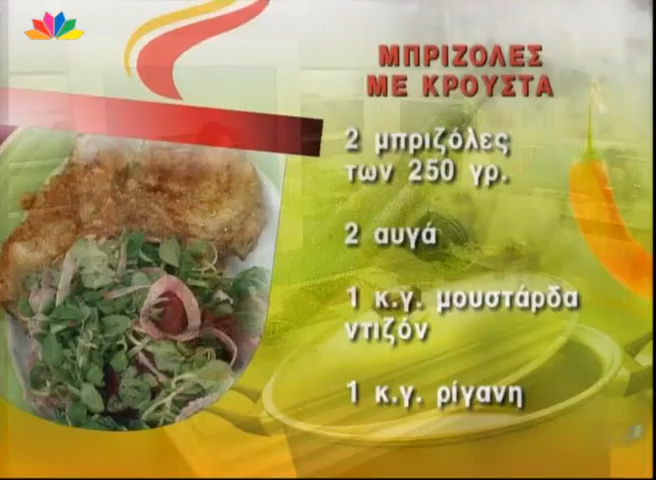 ΜΠΡΙΖΟΛΕΣ
ΜΕ ΚΡΟΥΣΤΑ
2 μπριζόλες
των 250 γρ.
2 αυγά
1 κ.γ. μουστάρδα
ντιζόν
1 κ.γ. ρίγανη